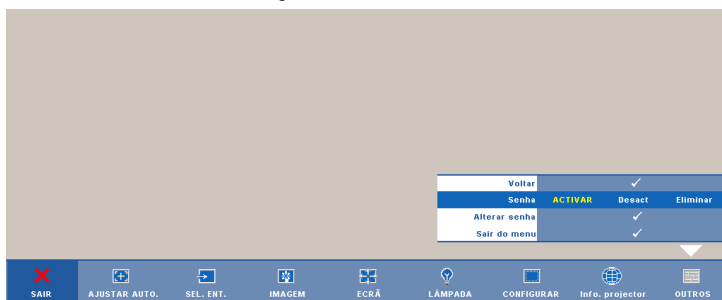 Voltar
Senha ACTIVAR Desact Eliminar
Alterar senha
Sair do menu
SAIR AJUSTAR AUTO. SEL. ENT. IMAGEM ECRÃ LÂMPADA CONFIGURAR Info. projector OUTROS